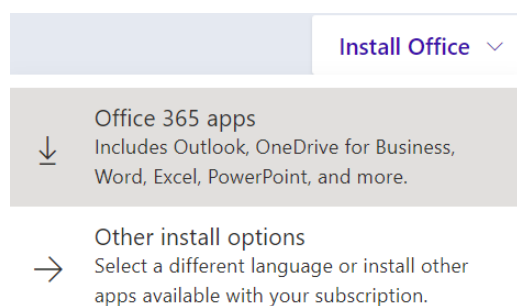 Install Office
Office 365 apps
Includes Outlook, OneDrive for Business,
Word, Excel, PowerPoint, and more.
Other install options
Select a different language or install other
apps available with your subscription.